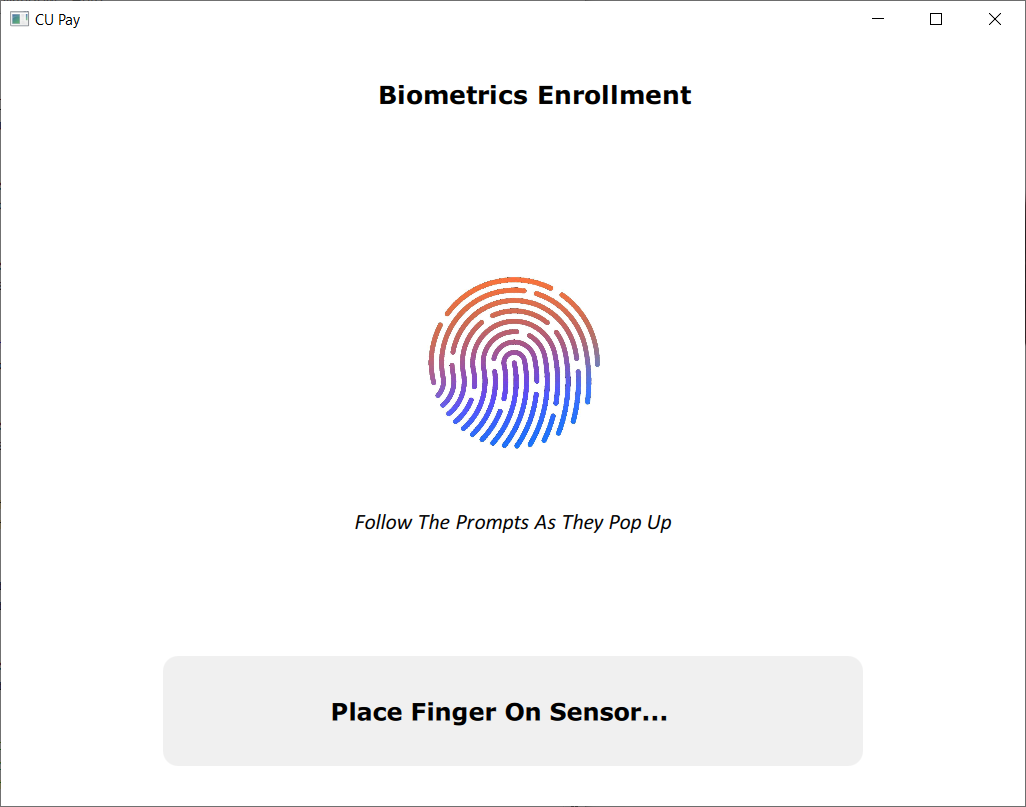 CU Pay
Biometrics Enrollment
Follow The Prompts As They Pop Up
Place Finger On Sensor...